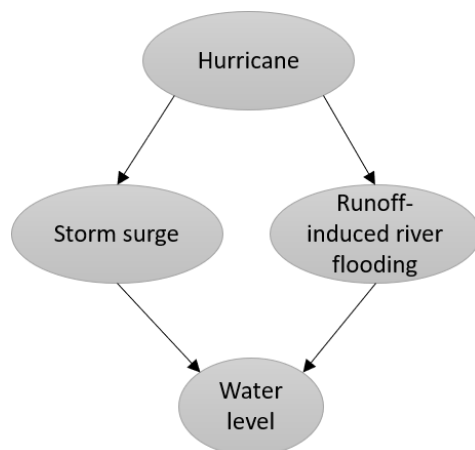 Hurricane
Storm surge
Runoff-
induced river
flooding
Water
level